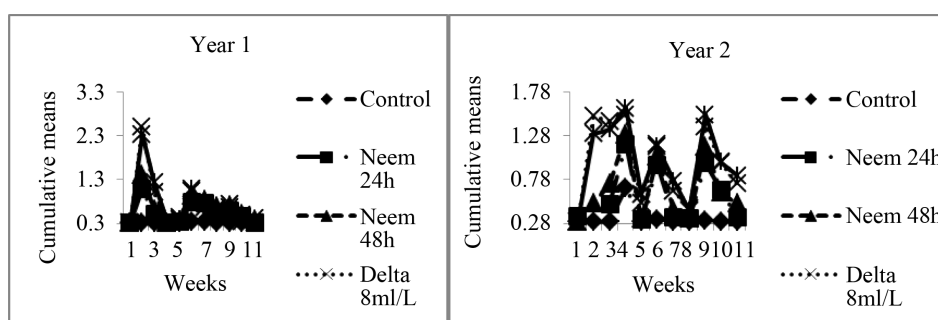 Year 1
Cumulative means
3.3
2.3
1.3
0.3
1 3 5 7 9 11
Weeks
Control
Neem
24h
Neem
48h
Delta
8ml/L
Year 2
Cumulative means
1.78
1.28
0.78
0.28
1 2 34 5 6 78 910 11
Weeks
Control
Neem 24h
Neem 48h
Delta
8ml/L